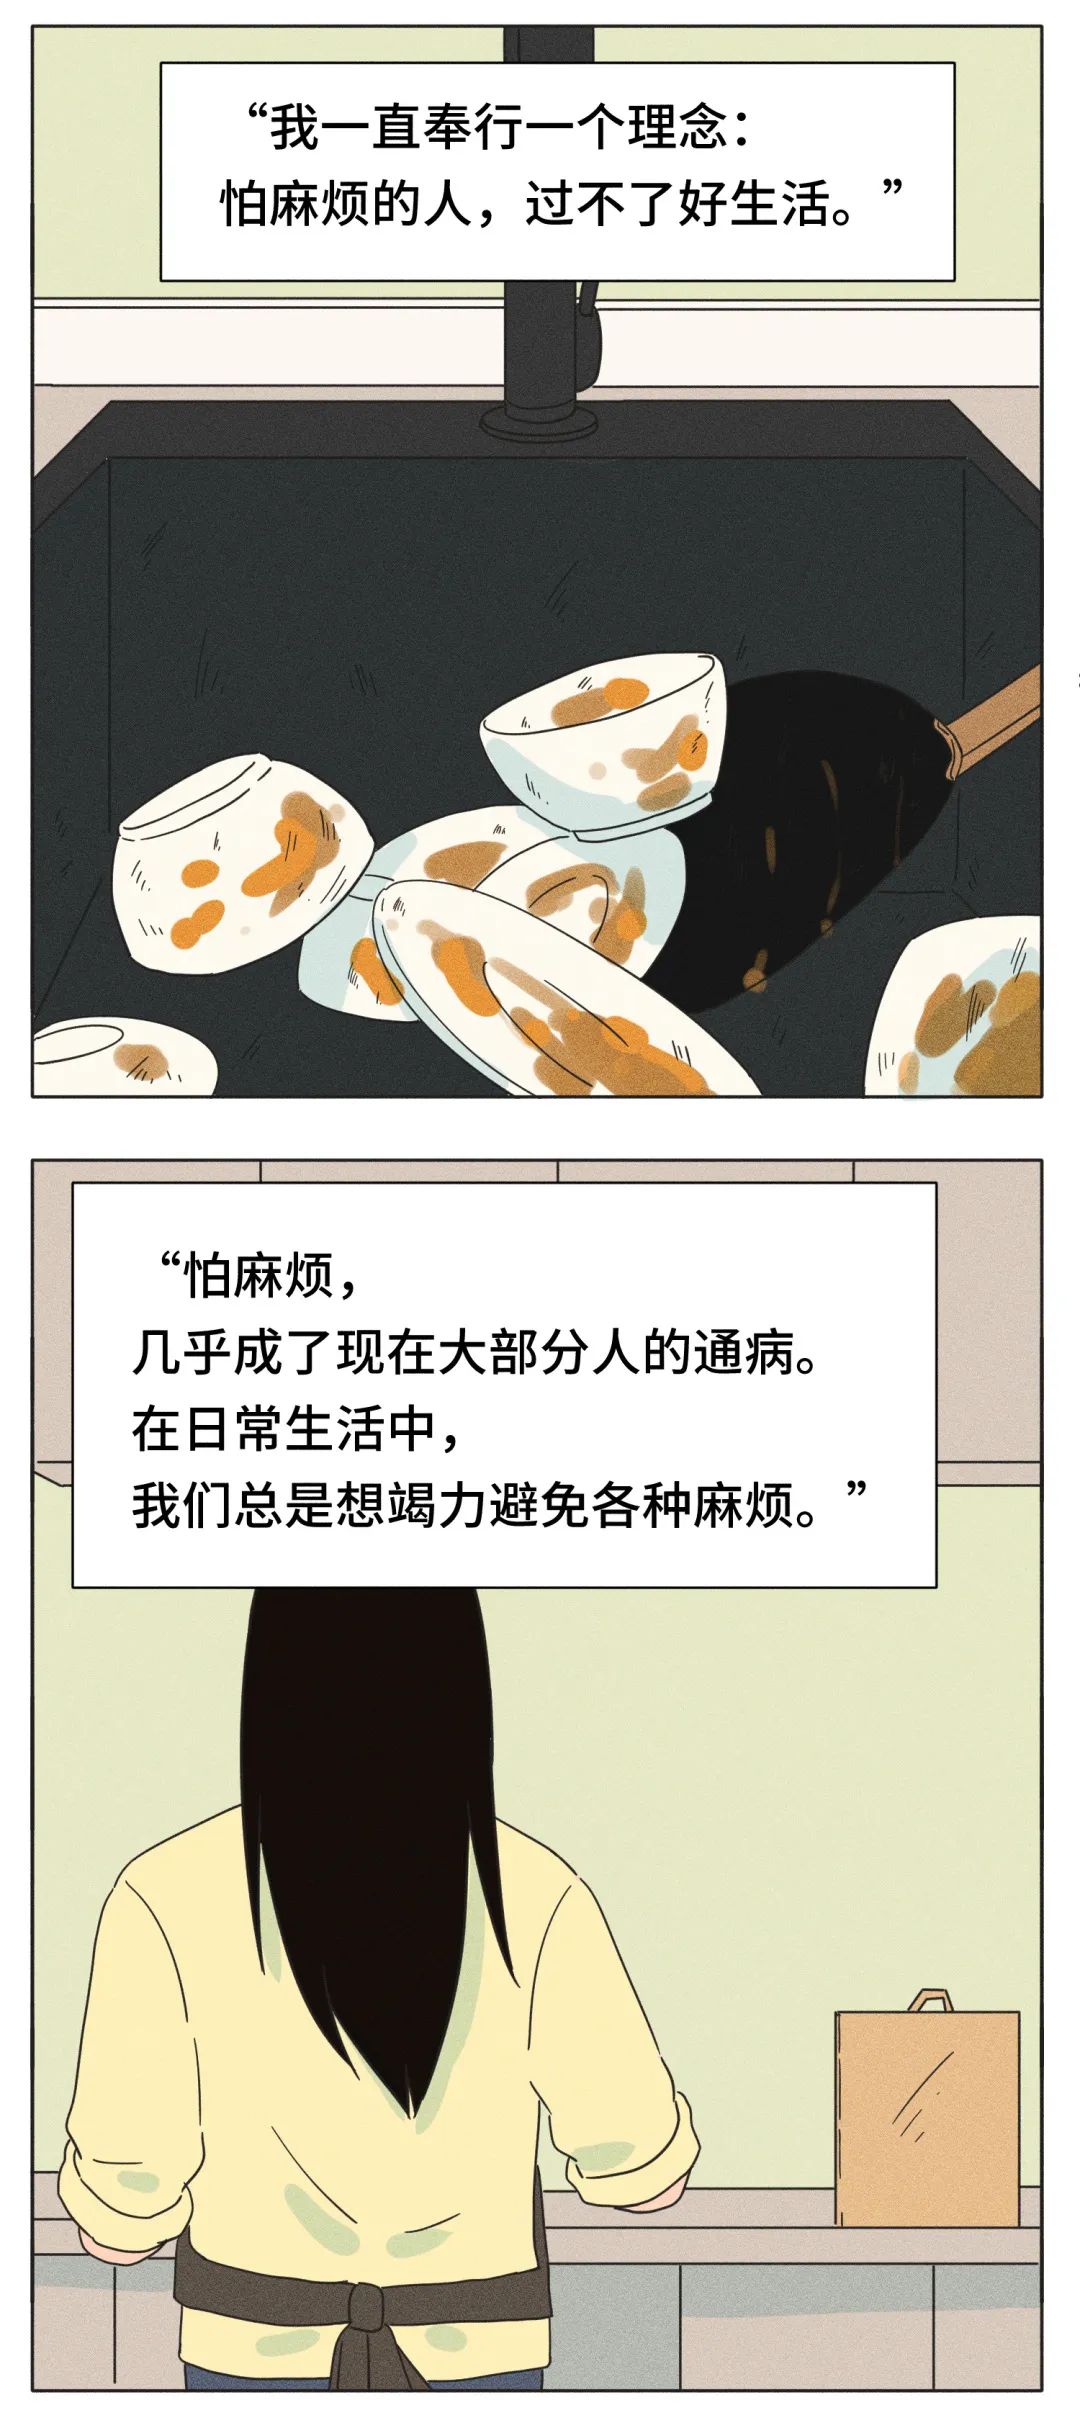 “我一直奉行一个理念：
怕麻烦的人，过不了好生活。”
“怕麻烦，
几乎成了现在大部分人的通病。
在日常生活中，
我们总是想竭力避免各种麻烦。”